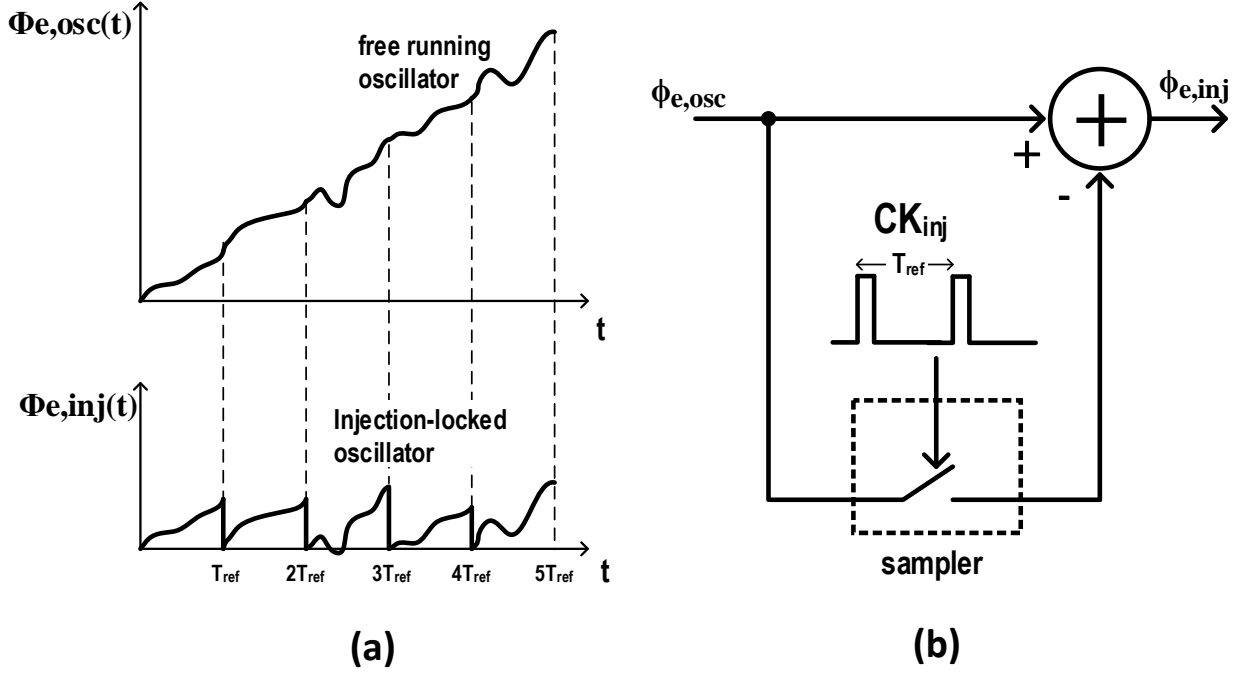 Φe,osc(t)
free running
oscillator
t
Φe,inj(t)
Injection-locked
oscillator
Tref
2Tref
3Tref
4Tref
5Tref
t
(a)
ϕe,osc
ϕe,inj
+
+
-
CKinj
Tref
sampler
(b)